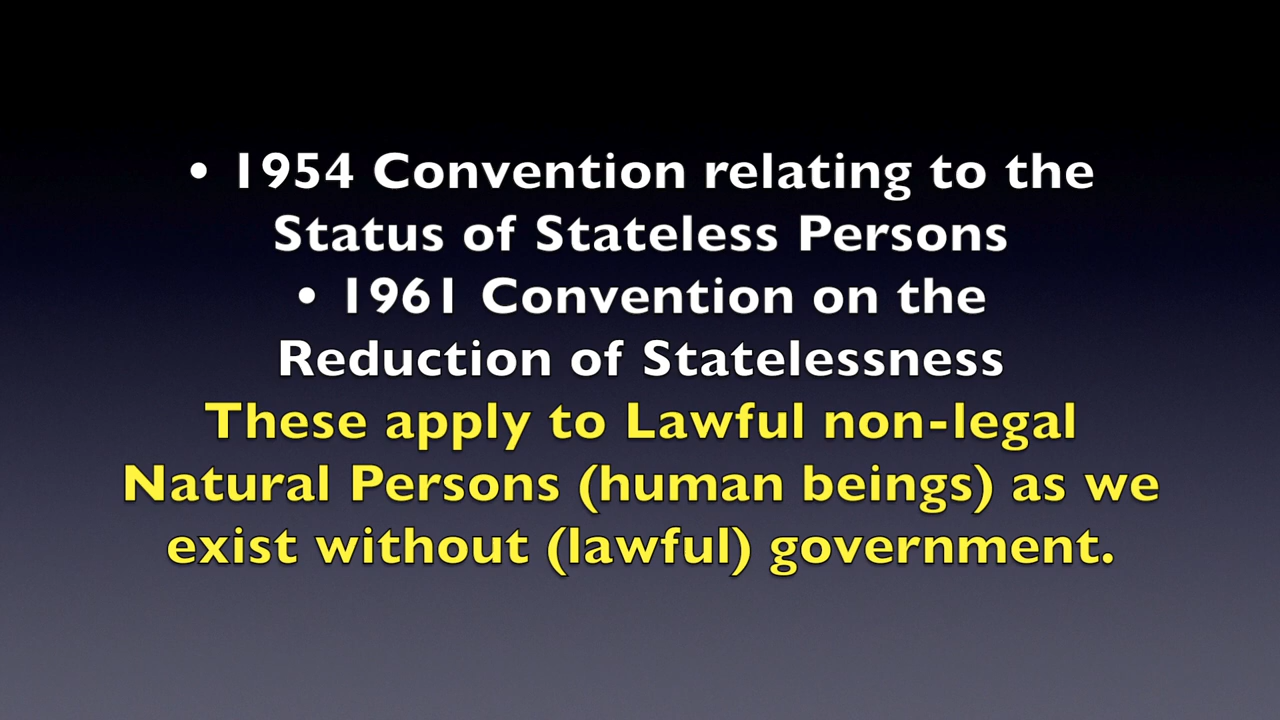 • 1954 Convention relating to the
Status of Stateless Persons
• 1961 Convention on the
Reduction of Statelessness
These apply to Lawful non-legal
Natural Persons (human beings) as we
exist without (lawful) government.